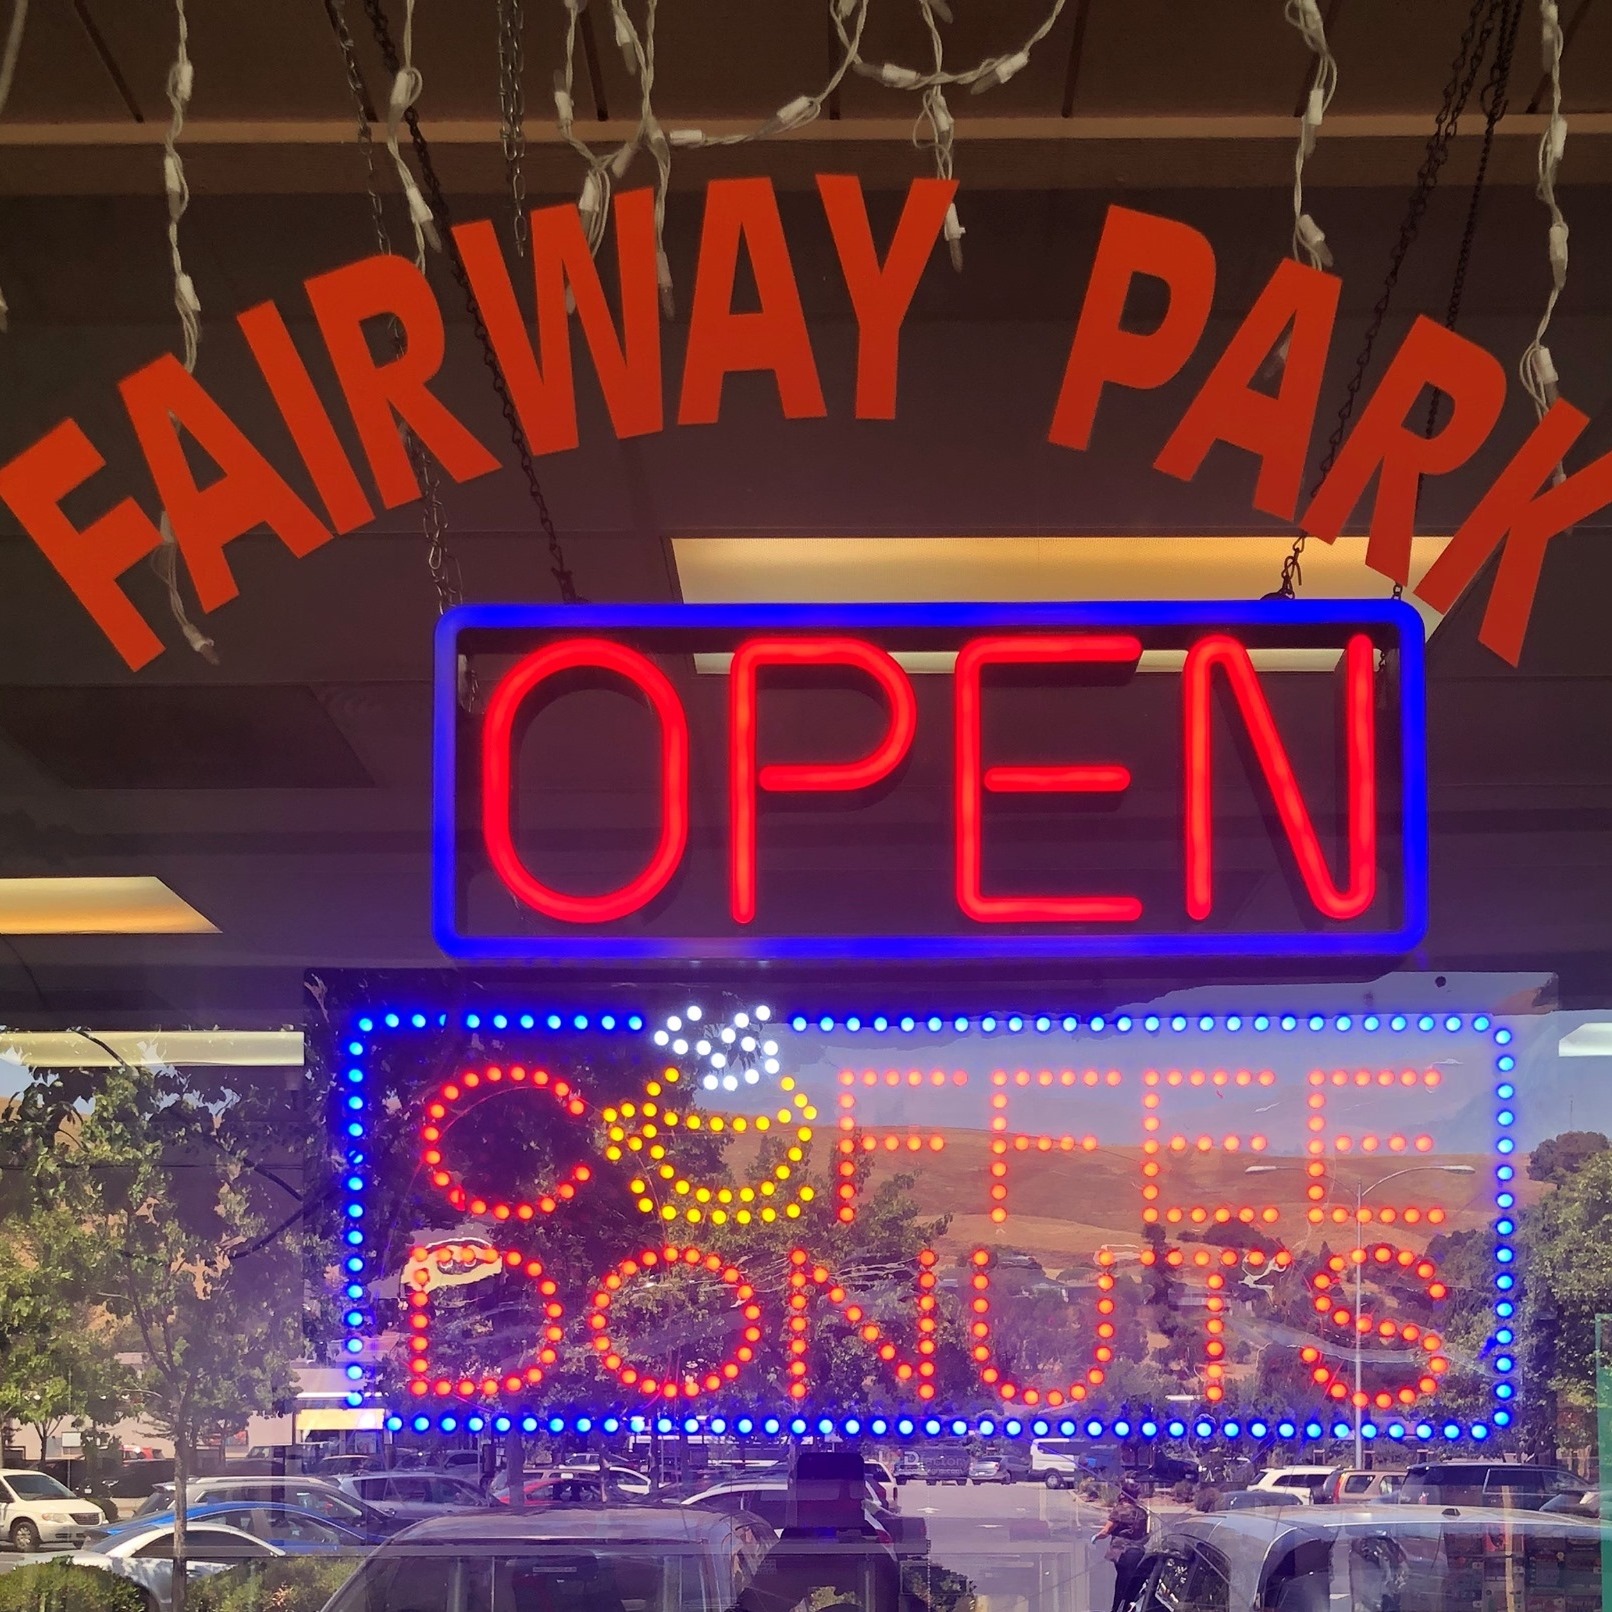 FAIRWAY PARK
OPEN
COFFEE
DONUTS